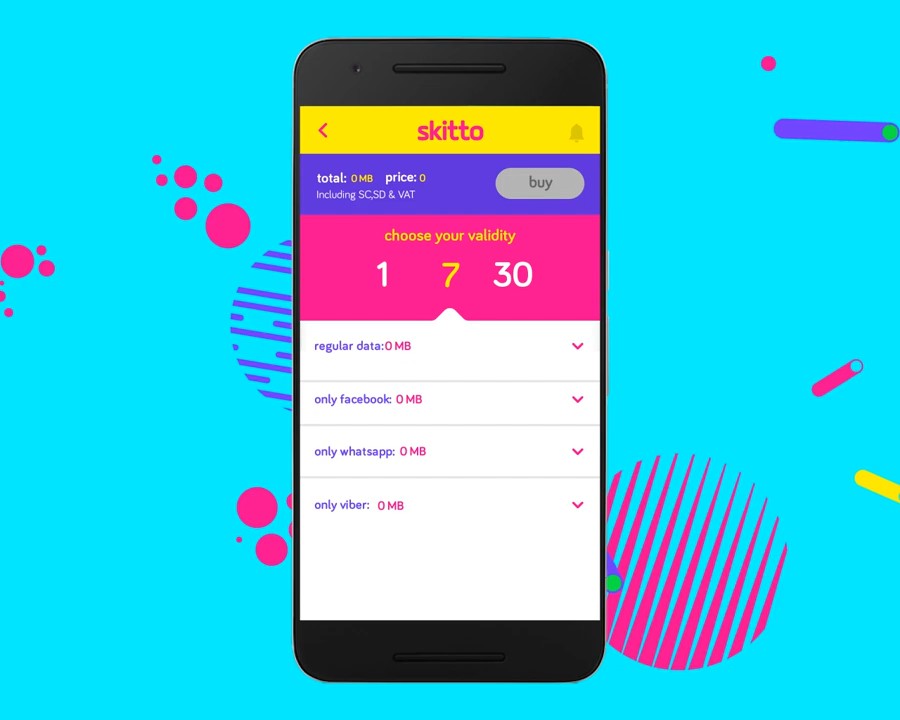 skitto
total: 0 MB price: 0
buy
Including SC,SD & VAT
choose your validity
1 7 30
regular data:0 MB
only facebook: 0 MB
only whatsapp: 0 MB
only viber: 0 MB